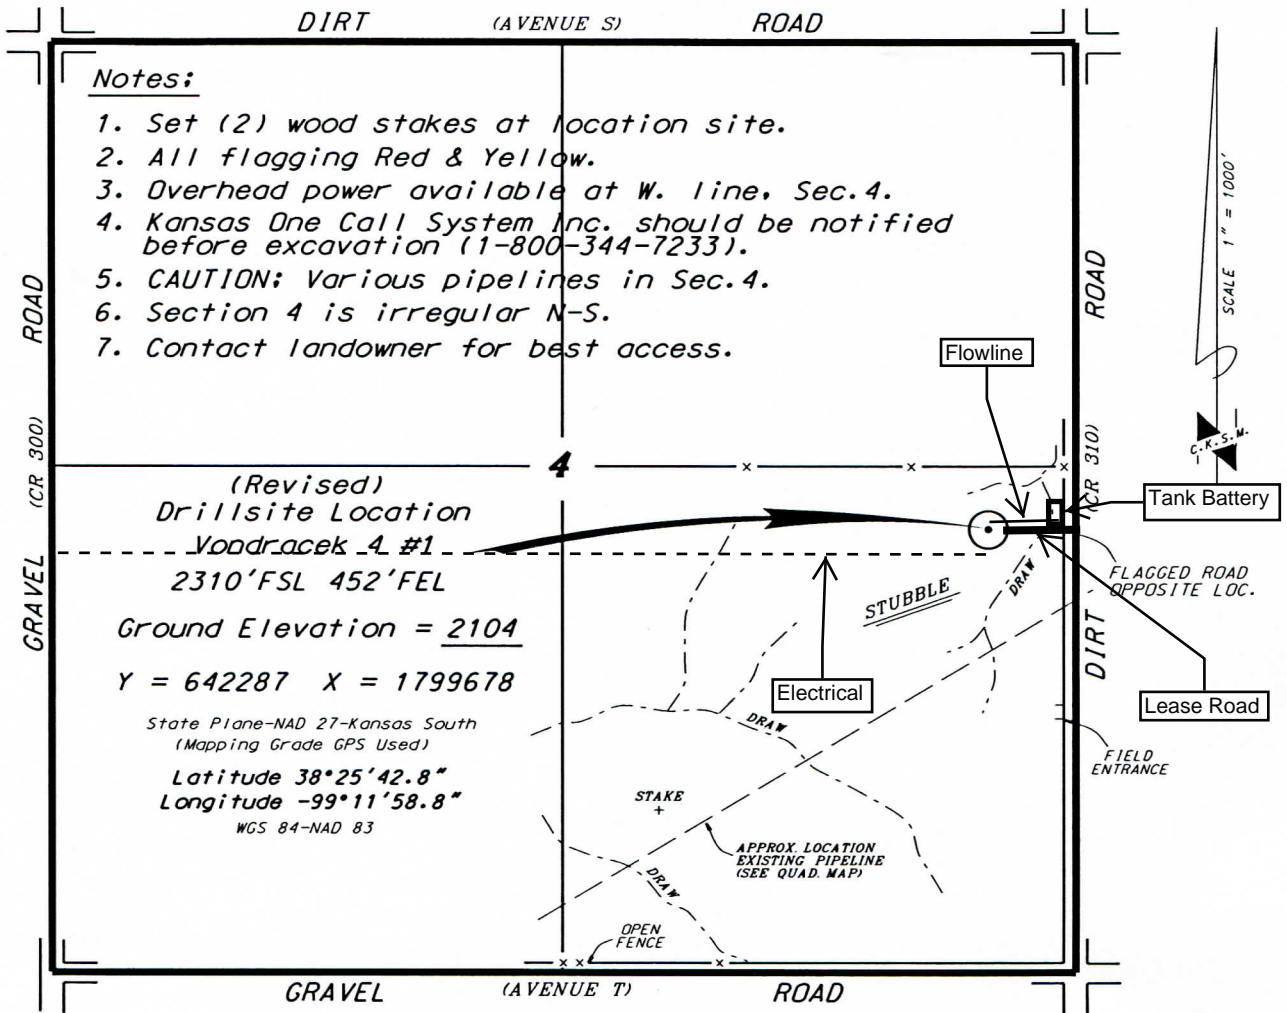 DIRT (AVENUE S) ROAD
Notes:
1. Set (2) wood stakes at location site.
2. All flagging Red & Yellow.
3. Overhead power available at W. line, Sec.4.
4. Kansas One Call System Inc. should be notified
before excavation (1-800-344-7233).
5. CAUTION: Various pipelines in Sec.4.
6. Section 4 is irregular N-S.
7. Contact landowner for best access.
GRAVEL (CR 300) ROAD
DIRT (CR 310) ROAD
SCALE 1" = 1000'
C.K.S.M.
Flowline
4
(Revised)
Drillsite Location
Vondracek 4 #1
2310'FSL 452'FEL
Ground Elevation = 2104
Y = 642287 X = 1799678
State Plane-NAD 27-Kansas South
(Mapping Grade GPS Used)
Latitude 38°25'42.8"
Longitude -99°11'58.8"
WGS 84-NAD 83
Tank Battery
FLAGGED ROAD
OPPOSITE LOC.
STUBBLE
DRAW
Electrical
Lease Road
DRAW
FIELD
ENTRANCE
STAKE
+
APPROX. LOCATION
EXISTING PIPELINE
(SEE QUAD. MAP)
DRAW
OPEN
FENCE
GRAVEL (AVENUE T) ROAD